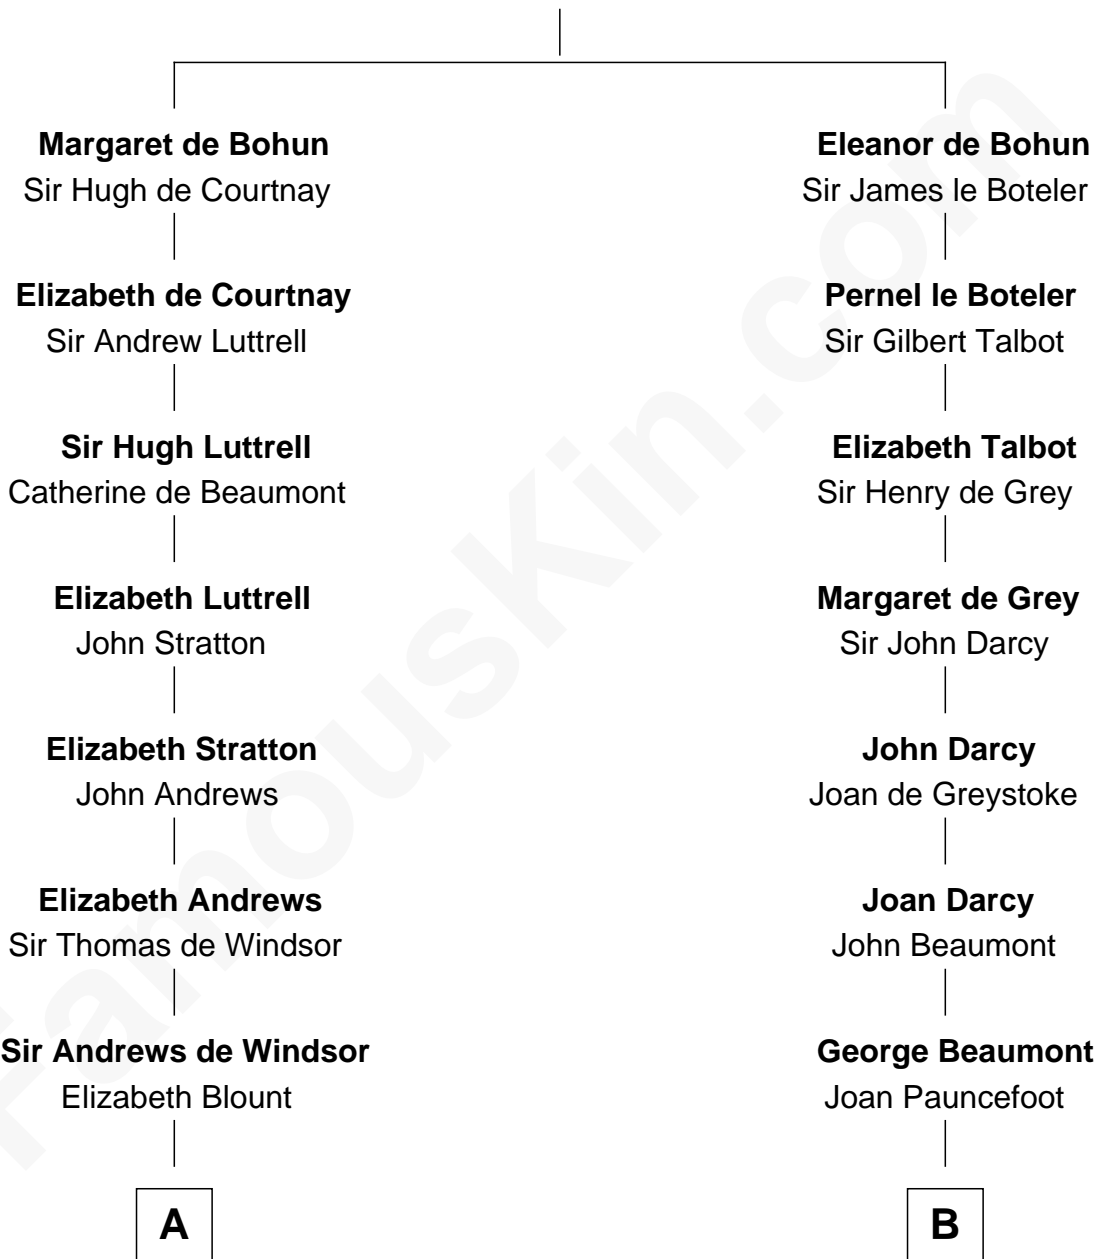 Margaret de Bohun
Sir Hugh de Courtnay
Elizabeth de Courtnay
Sir Andrew Luttrell
Sir Hugh Luttrell
Catherine de Beaumont
Elizabeth Luttrell
John Stratton
Elizabeth Stratton
John Andrews
Elizabeth Andrews
Sir Thomas de Windsor
Sir Andrews de Windsor
Elizabeth Blount
A
Eleanor de Bohun
Sir James le Boteler
Pernel le Boteler
Sir Gilbert Talbot
Elizabeth Talbot
Sir Henry de Grey
Margaret de Grey
Sir John Darcy
John Darcy
Joan de Greystoke
Joan Darcy
John Beaumont
George Beaumont
Joan Pauncefoot
B
FamousKin.com